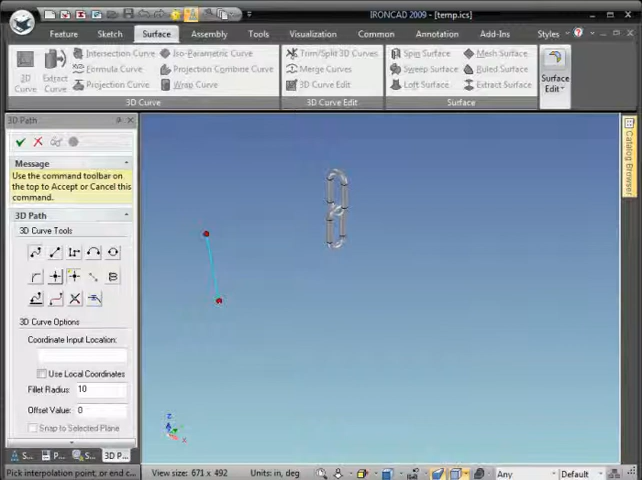 IRONCAD 2009 - [temp.ics]
Feature Sketch Surface Assembly Tools Visualization Common Annotation Add-Ins Styles
3D Curve
Extract Curve
Intersection Curve
Formula Curve
Projection Curve
Iso-Parametric Curve
Projection Combine Curve
Wrap Curve
Trim/Split 3D Curves
Merge Curves
3D Curve Edit
Spin Surface
Sweep Surface
Loft Surface
Mesh Surface
Ruled Surface
Extract Surface
Surface Edit
3D Curve 3D Curve Edit Surface
3D Path
Message
Use the command toolbar on the top to Accept or Cancel this command.
3D Path
3D Curve Tools
3D Curve Options
Coordinate Input Location:
Use Local Coordinates
Fillet Radius: 10
Offset Value: 0
Snap to Selected Plane
S... P... S... 3D P...
Catalog Browser
Z
X
Pick interpolation point, or end c... View size: 671 x 492 Units: in, deg Any Default